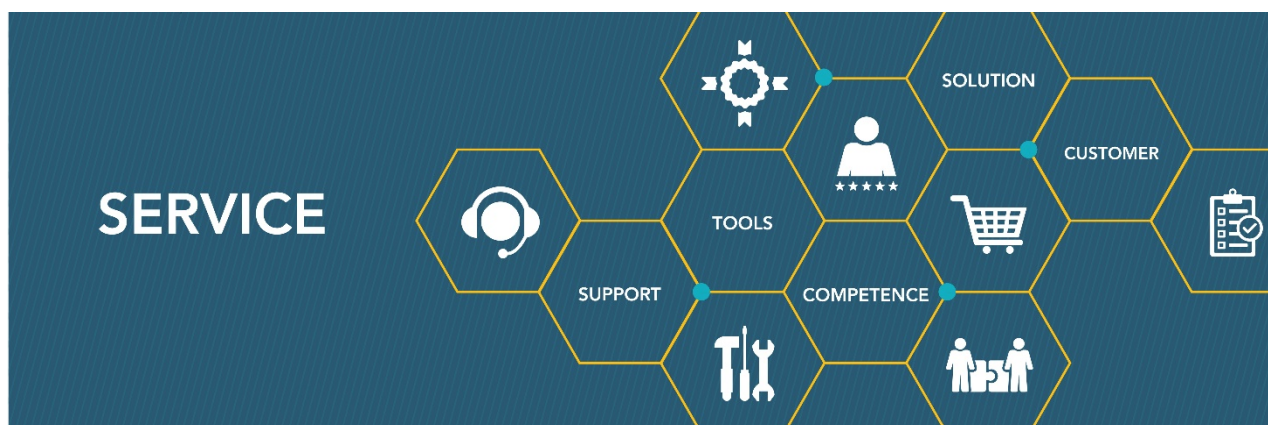 SERVICE
SOLUTION
CUSTOMER
TOOLS
SUPPORT
COMPETENCE